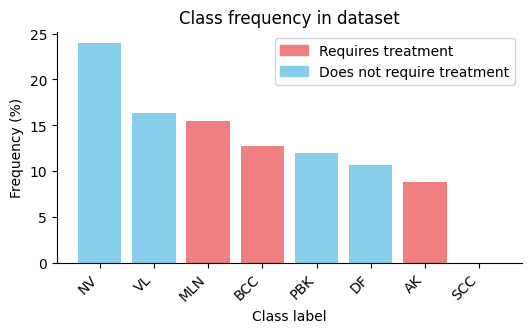 Class frequency in dataset
Requires treatment
Does not require treatment
Frequency (%)
25
20
15
10
5
0
NV
VL
MLN
BCC
PBK
DF
AK
SCC
Class label